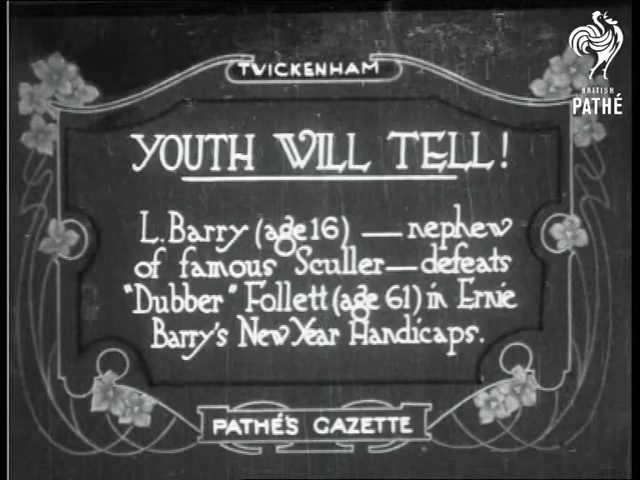 TWICKENHAM
BRITISH
PATHÉ
YOUTH WILL TELL!
L. Barry (age 16) — nephew
of famous Sculler — defeats
"Dubber" Follett (age 61) in Ernie
Barry's New Year Handicaps.
PATHÉ'S GAZETTE